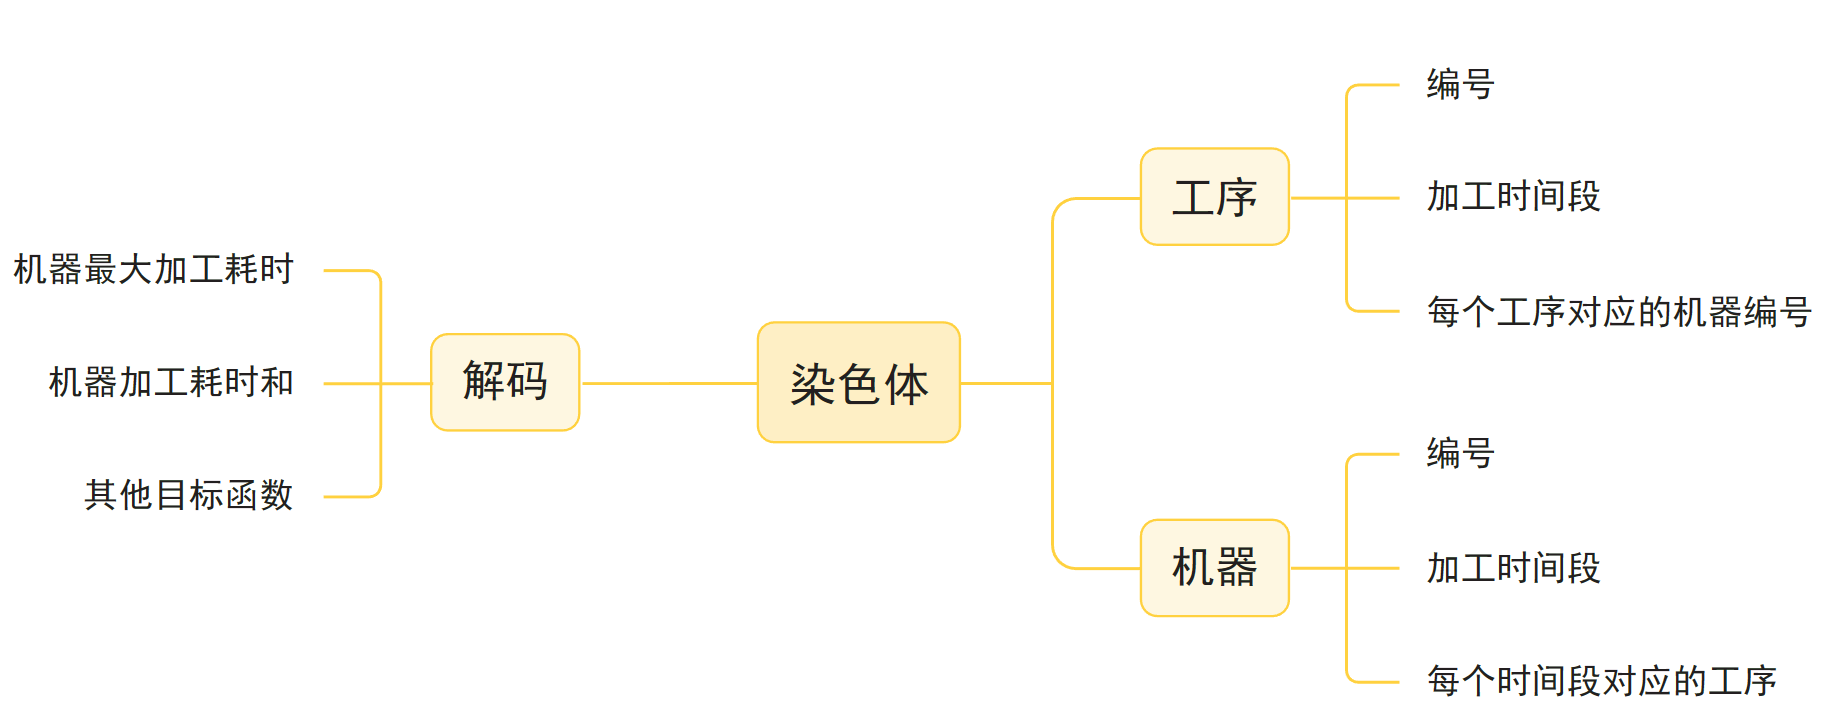 染色体
工序
编号
加工时间段
每个工序对应的机器编号
机器
编号
加工时间段
每个时间段对应的工序
解码
机器最大加工耗时
机器加工耗时和
其他目标函数